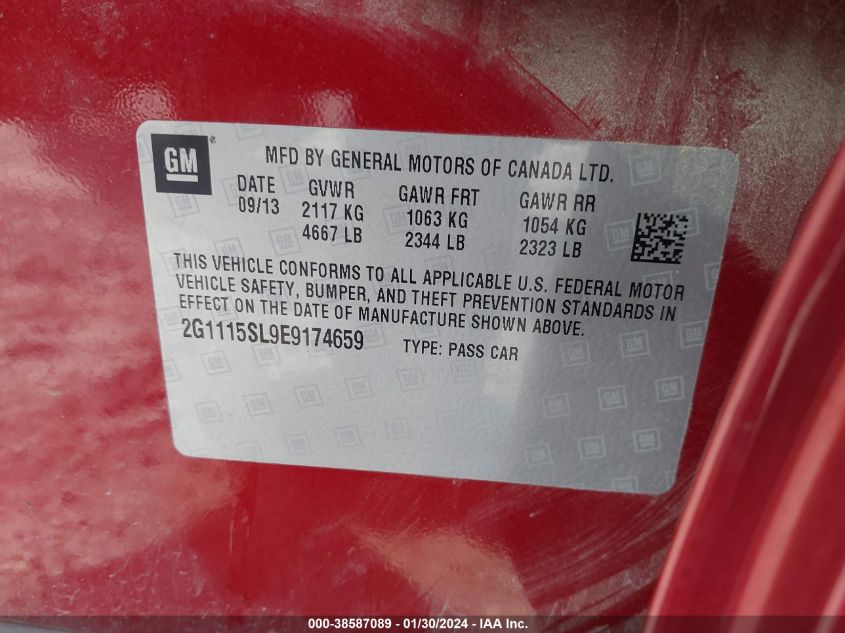 GM ®
MFD BY GENERAL MOTORS OF CANADA LTD.
DATE GVWR GAWR FRT GAWR RR
09/13 2117 KG 1063 KG 1054 KG
4667 LB 2344 LB 2323 LB
THIS VEHICLE CONFORMS TO ALL APPLICABLE U.S. FEDERAL MOTOR
VEHICLE SAFETY, BUMPER, AND THEFT PREVENTION STANDARDS IN
EFFECT ON THE DATE OF MANUFACTURE SHOWN ABOVE.
2G1115SL9E9174659 TYPE: PASS CAR
000-38587089 - 01/30/2024 - IAA Inc.